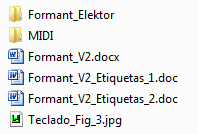 Formant_Elektor
MIDI
Formant_V2.docx
Formant_V2_Etiquetas_1.doc
Formant_V2_Etiquetas_2.doc
Teclado_Fig_3.jpg